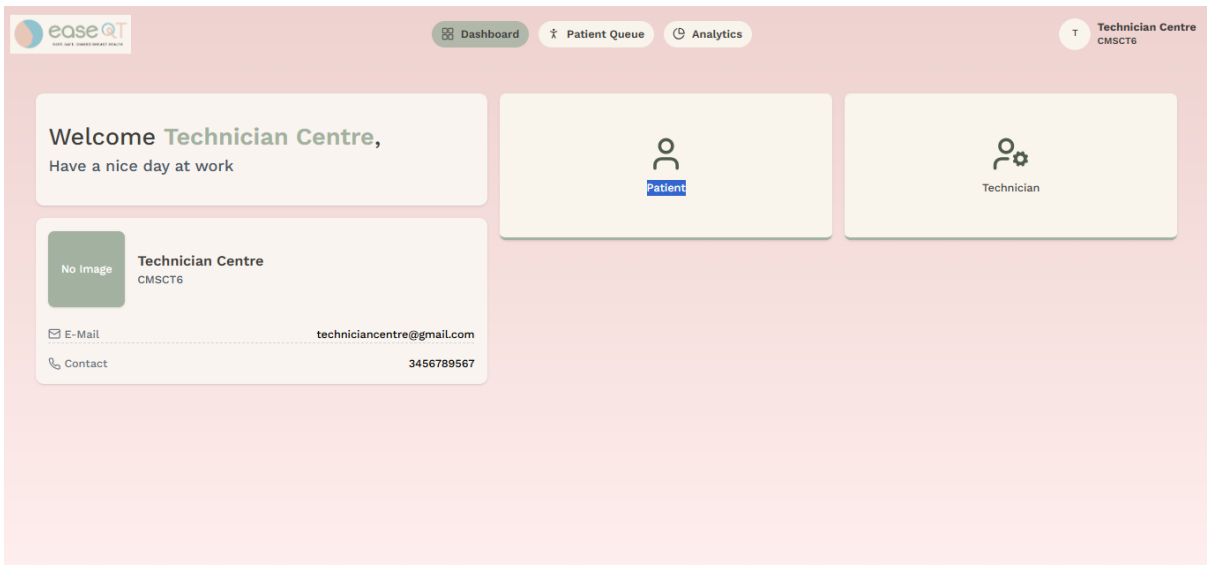 ease QT
Dashboard
Patient Queue
Analytics
T
Technician Centre
CMSCT6
Welcome Technician Centre,
Have a nice day at work
No Image
Technician Centre
CMSCT6
E-Mail
techniciancentre@gmail.com
Contact
3456789567
Patient
Technician